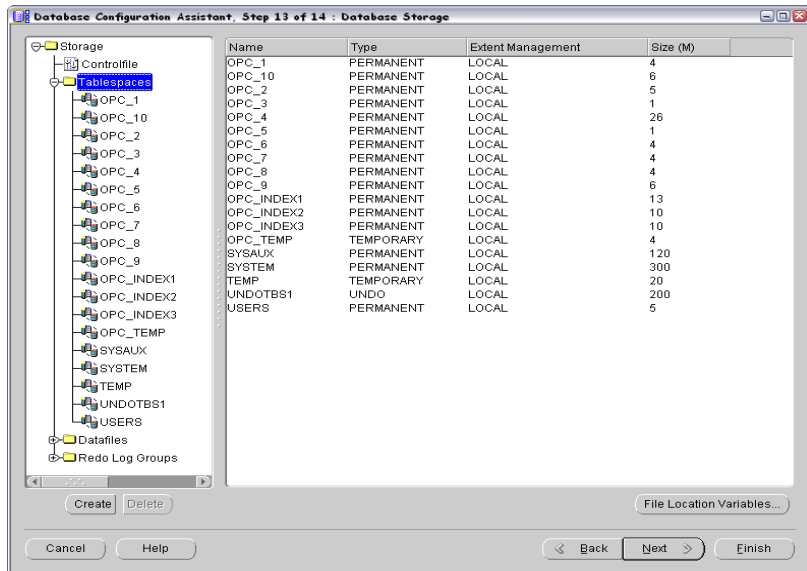 Database Configuration Assistant, Step 13 of 14 : Database Storage
Storage
Controlfile
Tablespaces
OPC_1
OPC_10
OPC_2
OPC_3
OPC_4
OPC_5
OPC_6
OPC_7
OPC_8
OPC_9
OPC_INDEX1
OPC_INDEX2
OPC_INDEX3
OPC_TEMP
SYSAUX
SYSTEM
TEMP
UNDOTBS1
USERS
Datafiles
Redo Log Groups
Name Type Extent Management Size (M)
OPC_1 PERMANENT LOCAL 4
OPC_10 PERMANENT LOCAL 6
OPC_2 PERMANENT LOCAL 5
OPC_3 PERMANENT LOCAL 1
OPC_4 PERMANENT LOCAL 26
OPC_5 PERMANENT LOCAL 1
OPC_6 PERMANENT LOCAL 4
OPC_7 PERMANENT LOCAL 4
OPC_8 PERMANENT LOCAL 4
OPC_9 PERMANENT LOCAL 6
OPC_INDEX1 PERMANENT LOCAL 13
OPC_INDEX2 PERMANENT LOCAL 10
OPC_INDEX3 PERMANENT LOCAL 10
OPC_TEMP TEMPORARY LOCAL 4
SYSAUX PERMANENT LOCAL 120
SYSTEM PERMANENT LOCAL 300
TEMP TEMPORARY LOCAL 20
UNDOTBS1 UNDO LOCAL 200
USERS PERMANENT LOCAL 5
Create Delete File Location Variables...
Cancel Help Back Next Finish